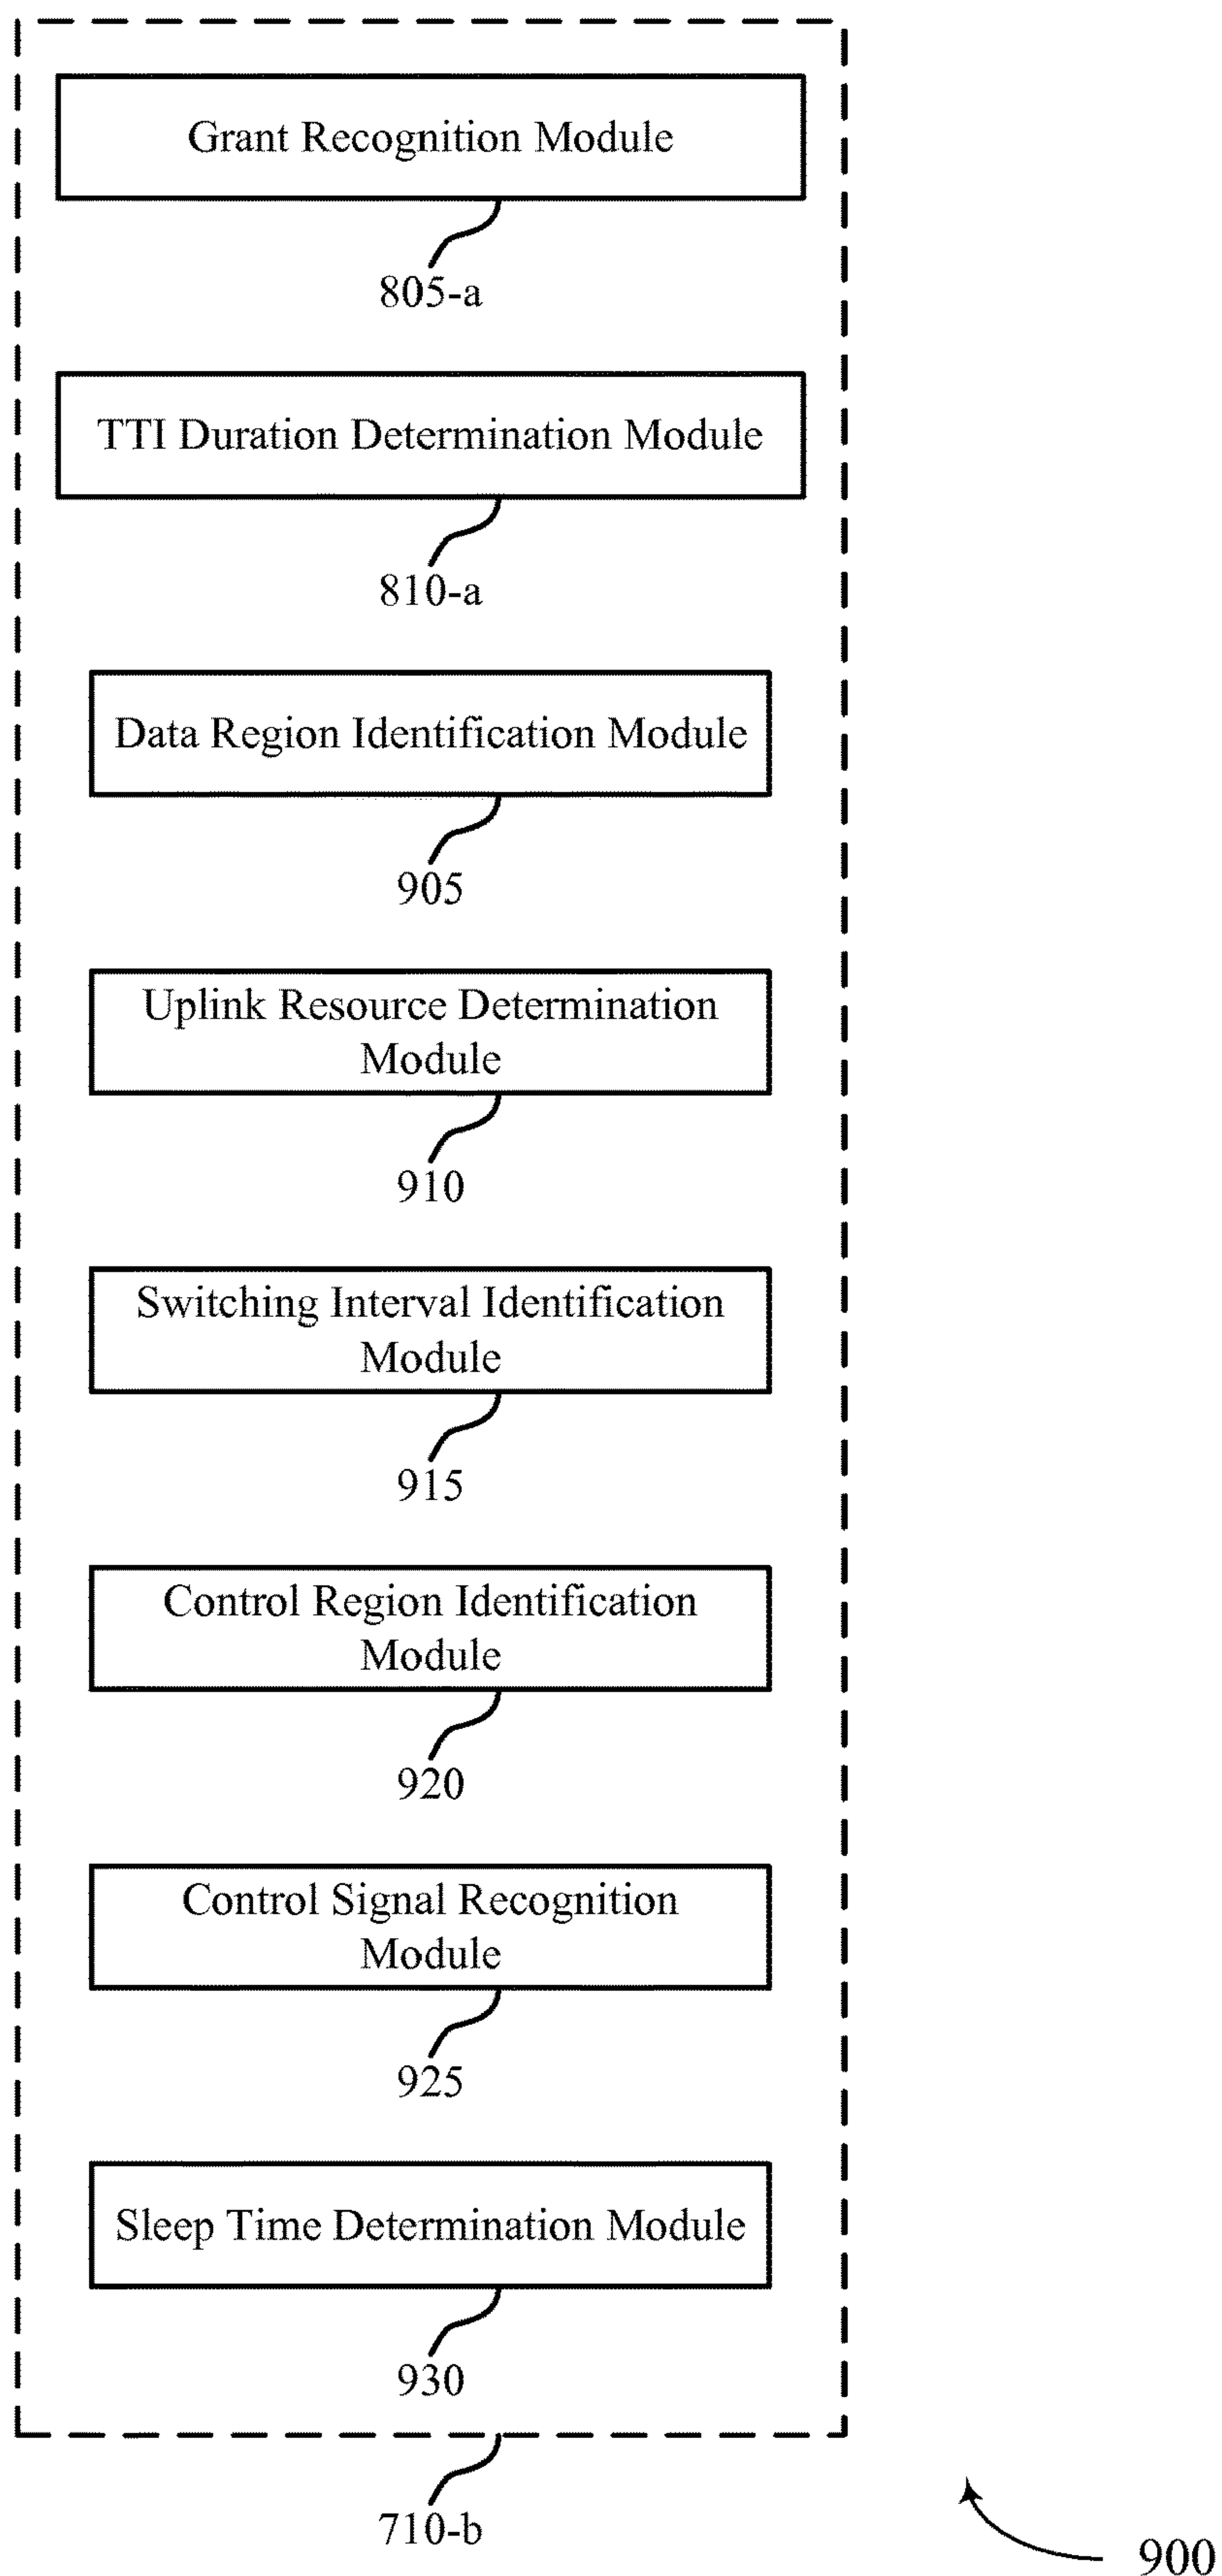 Grant Recognition Module
805-a
TTI Duration Determination Module
810-a
Data Region Identification Module
905
Uplink Resource Determination
Module
910
Switching Interval Identification
Module
915
Control Region Identification
Module
920
Control Signal Recognition
Module
925
Sleep Time Determination Module
930
710-b
900